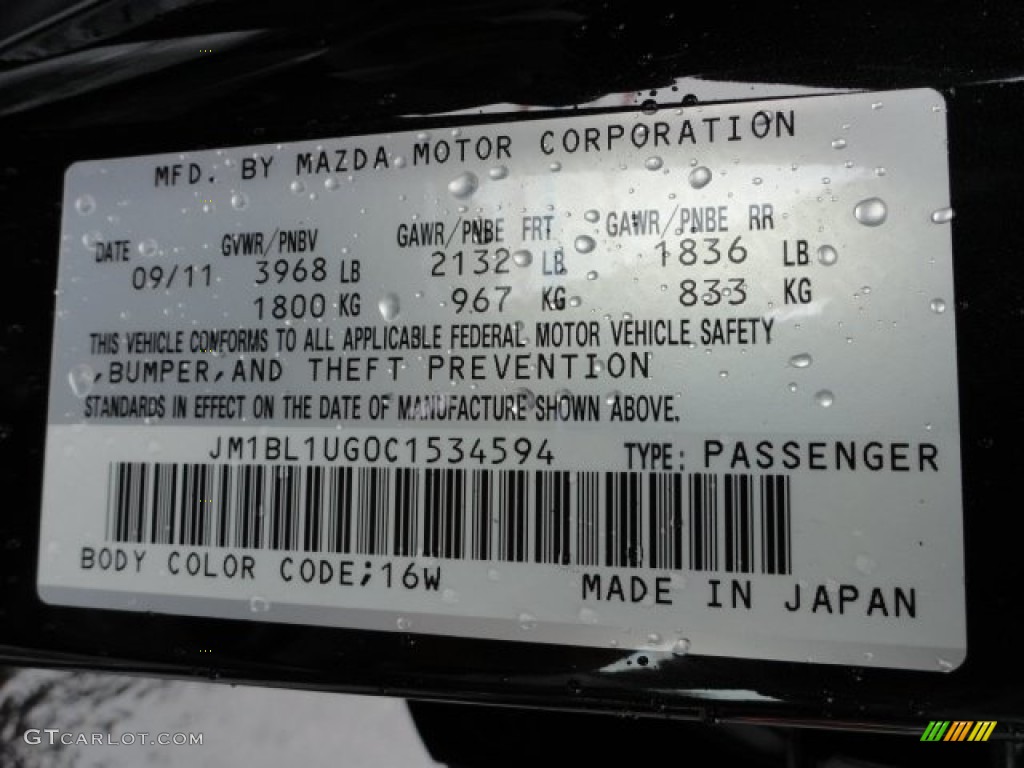 MFD. BY MAZDA MOTOR CORPORATION
DATE GVWR/PNBV GAWR/PNBE FRT GAWR/PNBE RR
09/11 3968 LB 2132 LB 1836 LB
1800 KG 967 KG 833 KG
THIS VEHICLE CONFORMS TO ALL APPLICABLE FEDERAL MOTOR VEHICLE SAFETY
,BUMPER,AND THEFT PREVENTION
STANDARDS IN EFFECT ON THE DATE OF MANUFACTURE SHOWN ABOVE.
JM1BL1UG0C1534594 TYPE: PASSENGER
BODY COLOR CODE;16W MADE IN JAPAN
GTCARLOT.COM